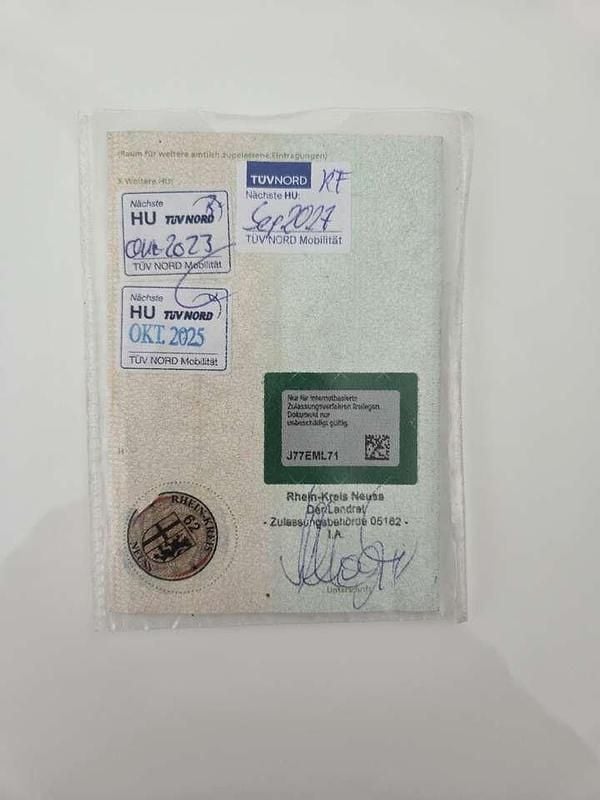 (Raum für weitere amtlich zugelassene Eintragungen)
X Weitere HU:
Nächste
HU TÜV NORD
Okt. 2023
TÜV NORD Mobilität
TÜVNORD
Nächste HU:
Sep. 2027
TÜV NORD Mobilität
Nächste
HU TÜV NORD
OKT. 2025
TÜV NORD Mobilität
Nur für internetbasierte
Zulassungsverfahren freilegen.
Dokument nur
unbeschädigt gültig.
J77EML71
Rhein-Kreis Neuss
Der Landrat
- Zulassungsbehörde 05162 -
I.A.
Unterschrift
RHEIN-KREIS
NEUSS
62